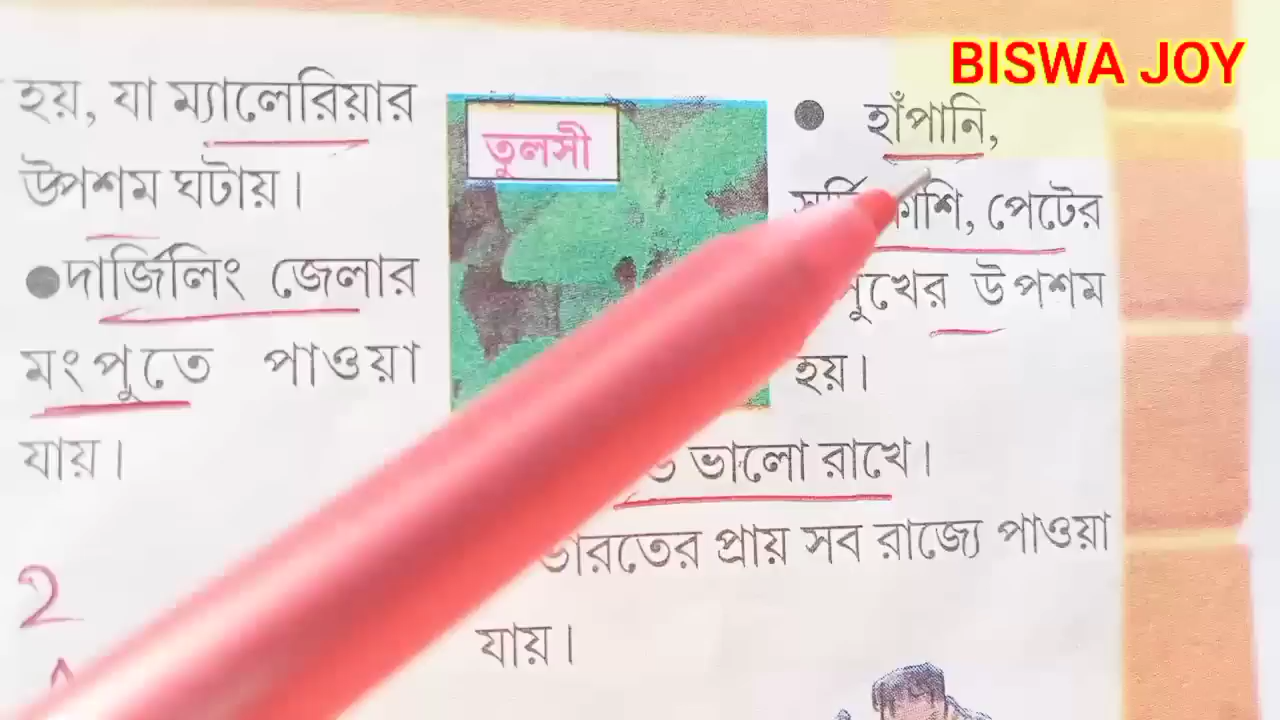 BISWA JOY
হয়, যা ম্যালেরিয়ার
উপশম ঘটায়।
●দার্জিলিং জেলার
মংপুতে পাওয়া
যায়।
2
তুলসী
● হাঁপানি,
পেটের
উপশম
হয়।
ভালো রাখে।
ভারতের প্রায় সব রাজ্যে পাওয়া
যায়।